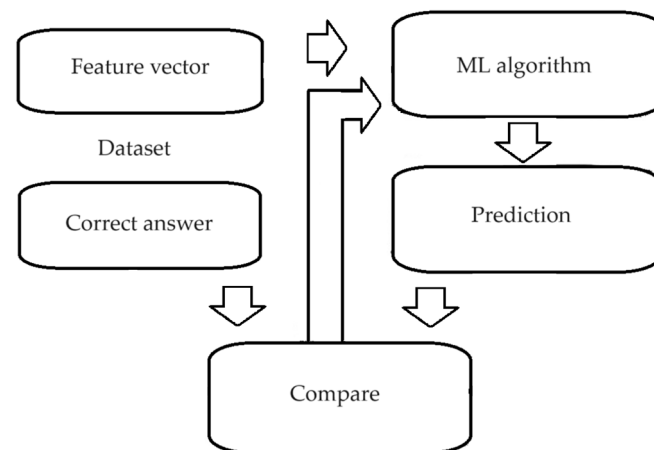 Feature vector
ML algorithm
Dataset
Correct answer
Prediction
Compare